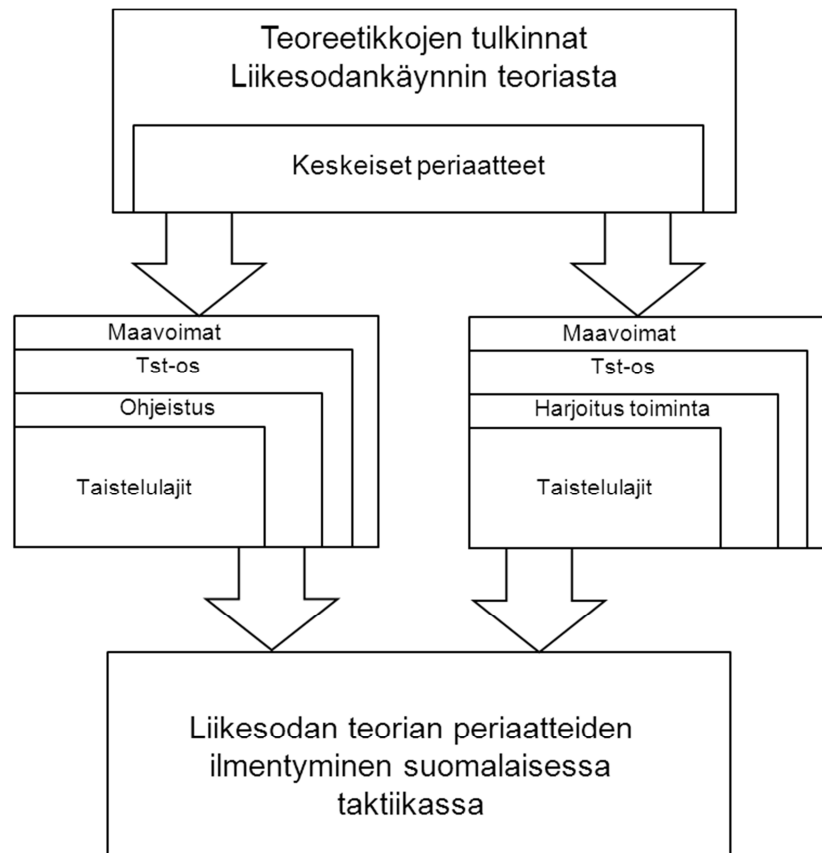 Teoreetikkojen tulkinnat
Liikesodankäynnin teoriasta
Keskeiset periaatteet
Maavoimat
Tst-os
Ohjeistus
Taistelulajit
Maavoimat
Tst-os
Harjoitus toiminta
Taistelulajit
Liikesodan teorian periaatteiden
ilmentyminen suomalaisessa
taktiikassa